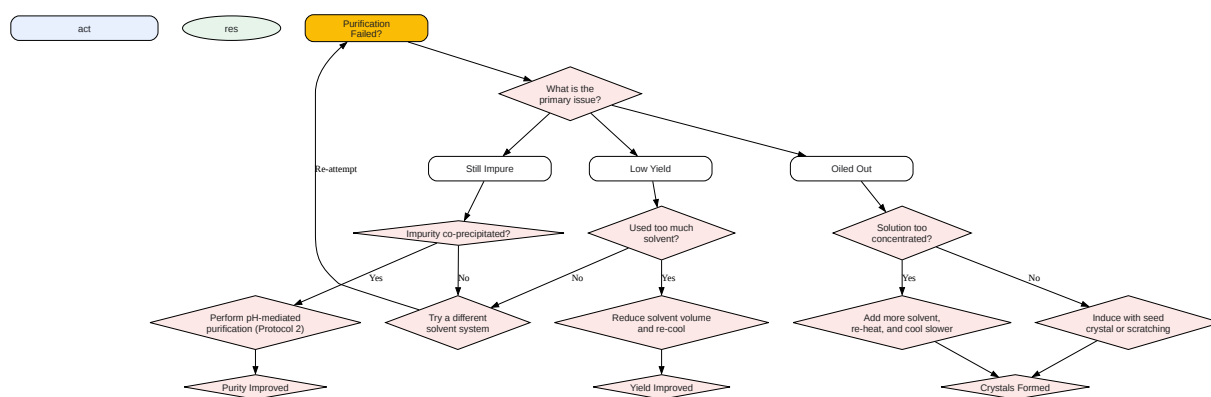 act
res
Purification
Failed?
What is the
primary issue?
Re-attempt
Still Impure
Low Yield
Oiled Out
Impurity co-precipitated?
Used too much
solvent?
Solution too
concentrated?
Yes
No
No
Yes
Yes
No
Perform pH-mediated
purification (Protocol 2)
Try a different
solvent system
Reduce solvent volume
and re-cool
Add more solvent,
re-heat, and cool slower
Induce with seed
crystal or scratching
Purity Improved
Yield Improved
Crystals Formed